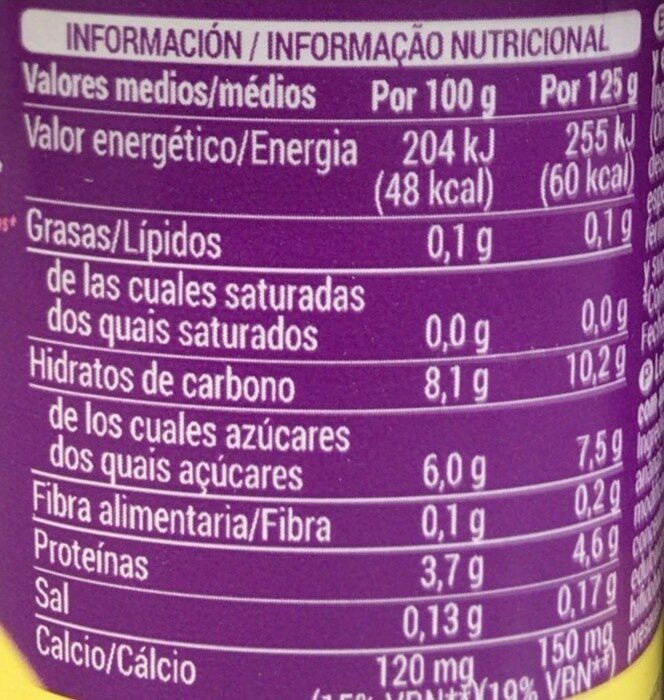 INFORMACIÓN / INFORMAÇÃO NUTRICIONAL
Valores medios/médios Por 100 g Por 125 g
Valor energético/Energia 204 kJ 255 kJ
(48 kcal) (60 kcal)
Grasas/Lípidos 0,1 g 0,1 g
de las cuales saturadas
dos quais saturados 0,0 g 0,0 g
Hidratos de carbono 8,1 g 10,2 g
de los cuales azúcares
dos quais açúcares 6,0 g 7,5 g
Fibra alimentaria/Fibra 0,1 g 0,2 g
Proteínas 3,7 g 4,6 g
Sal 0,13 g 0,17 g
Calcio/Cálcio 120 mg 150 mg
(15% VRN**)(19% VRN**)